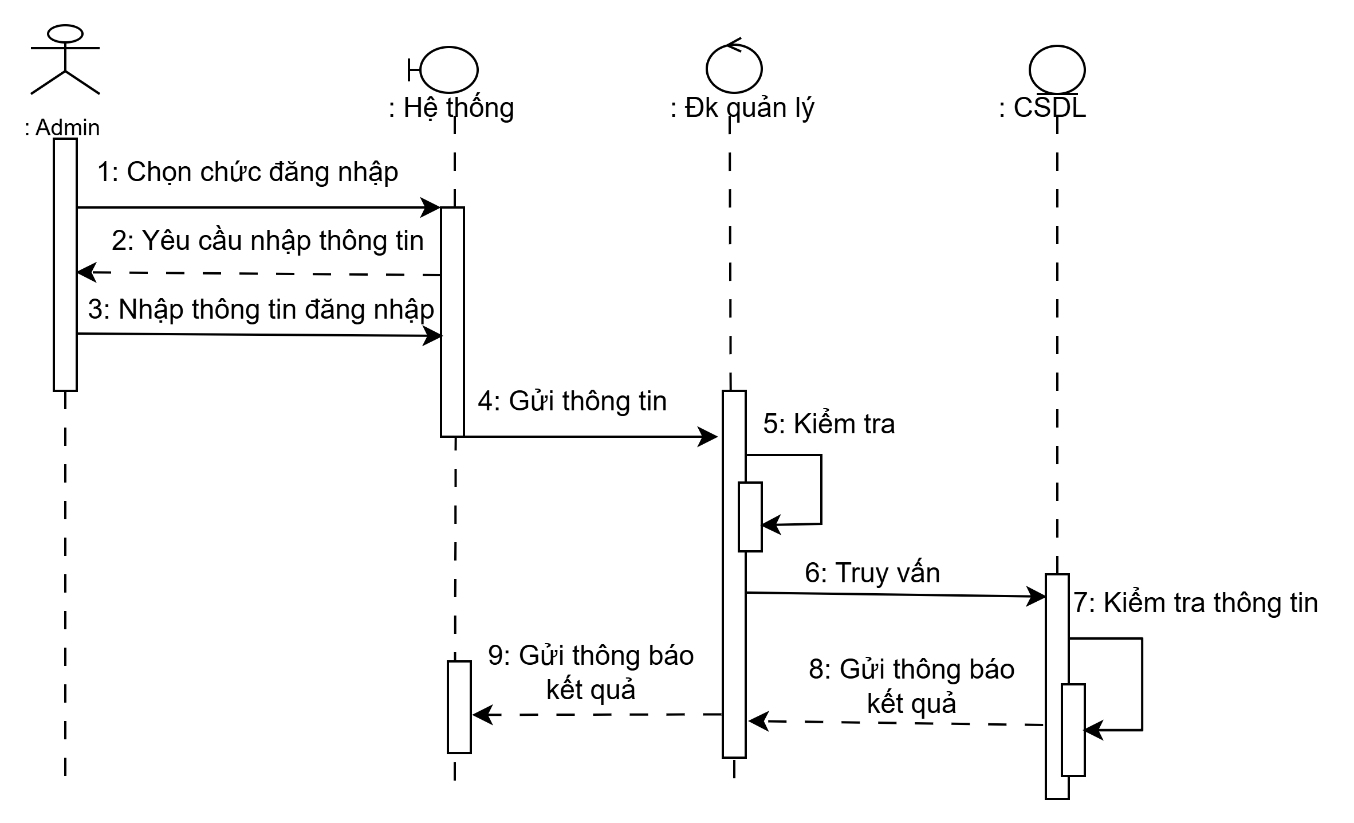 : Admin
: Hệ thống
: Đk quản lý
: CSDL
1: Chọn chức đăng nhập
2: Yêu cầu nhập thông tin
3: Nhập thông tin đăng nhập
4: Gửi thông tin
5: Kiểm tra
6: Truy vấn
7: Kiểm tra thông tin
8: Gửi thông báo
kết quả
9: Gửi thông báo
kết quả